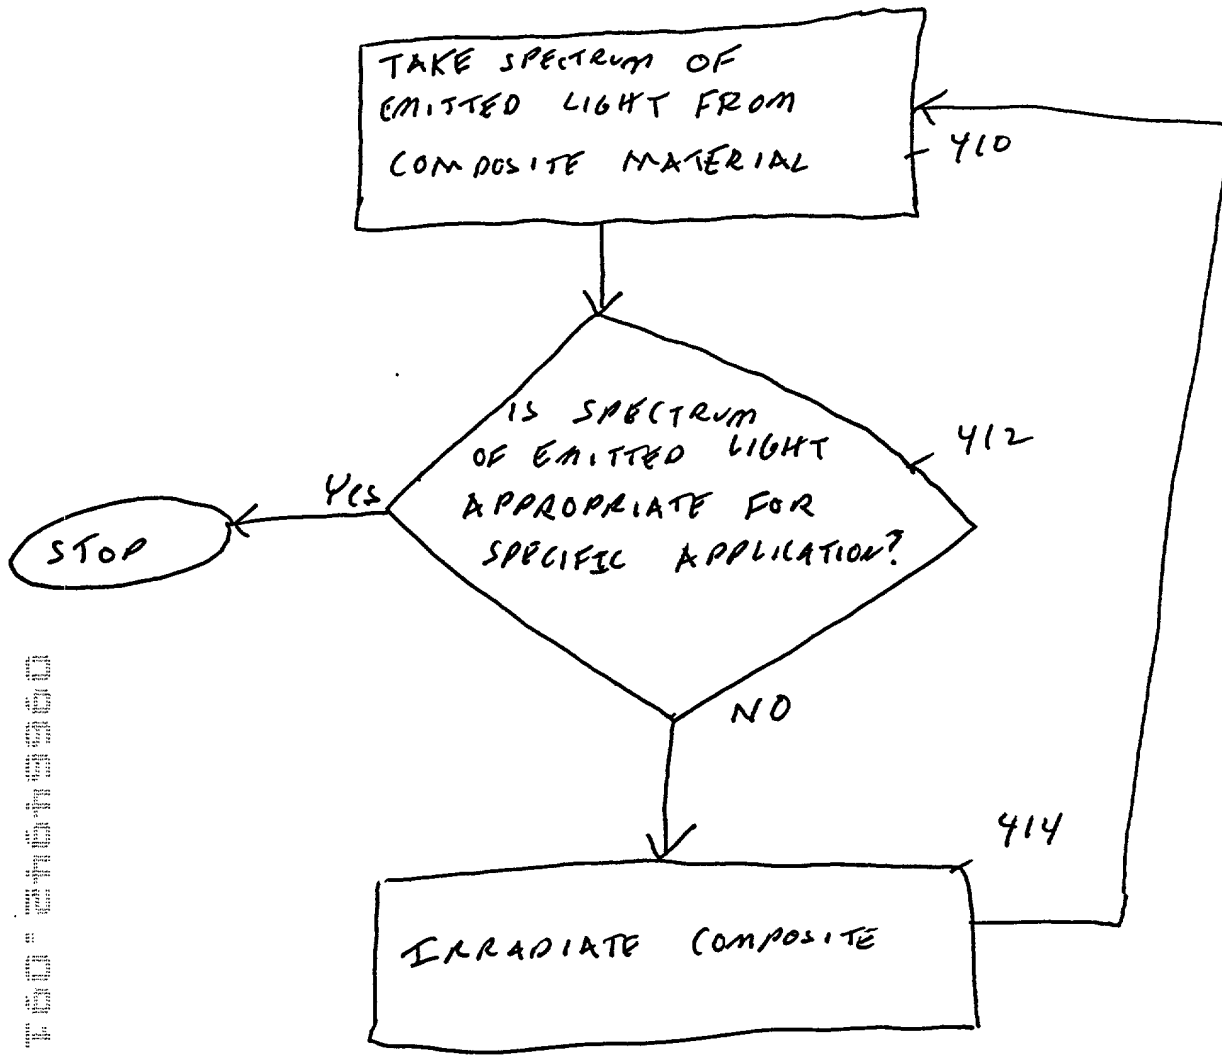 TAKE SPECTRUM OF
EMITTED LIGHT FROM
COMPOSITE MATERIAL
410
IS SPECTRUM
OF EMITTED LIGHT
APPROPRIATE FOR
SPECIFIC APPLICATION?
412
YES
STOP
NO
414
IRRADIATE COMPOSITE